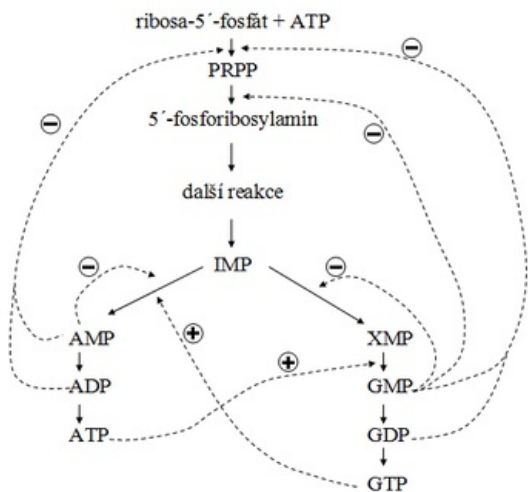 ribosa-5´-fosfát + ATP
PRPP
5´-fosforibosylamin
další reakce
IMP
AMP XMP
ADP GMP
ATP GDP
GTP